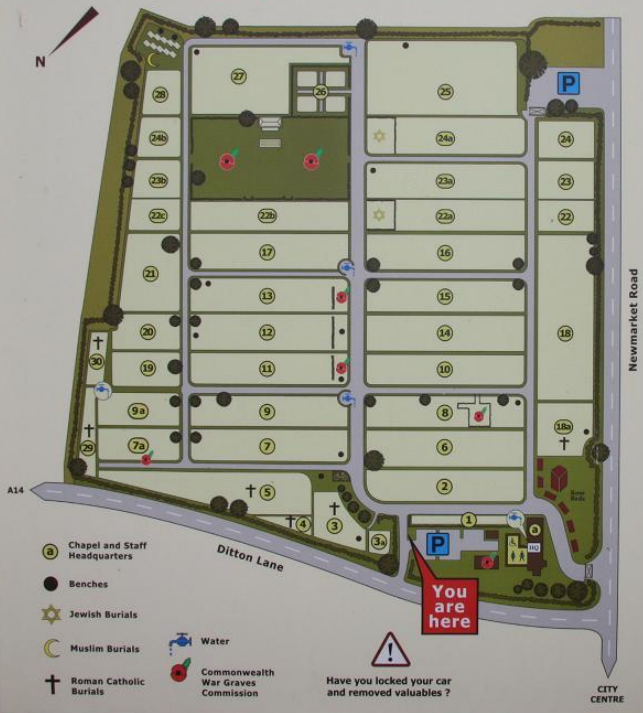 N
P
27
26
25
28
24b
24a
24
23b
23a
23
22c
22b
22a
22
17
16
21
13
15
18
20
12
14
30
19
11
10
9a
9
8
18a
29
7a
7
6
5
2
4
3
3a
1
a
HQ
P
Rose
Beds
Newmarket Road
A14
Ditton Lane
You
are
here
CITY
CENTRE
a Chapel and Staff
Headquarters
Benches
Jewish Burials
Muslim Burials
Roman Catholic
Burials
Water
Commonwealth
War Graves
Commission
!
Have you locked your car
and removed valuables ?